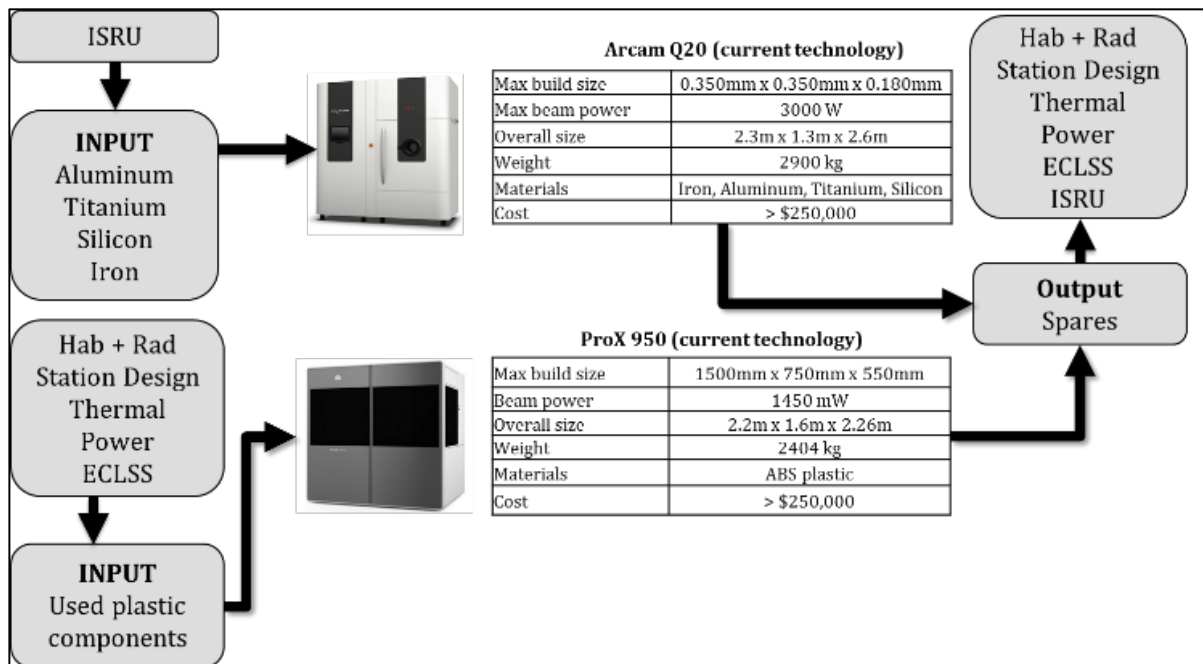 ISRU
INPUT
Aluminum
Titanium
Silicon
Iron
Arcam Q20 (current technology)
Max build size 0.350mm x 0.350mm x 0.180mm
Max beam power 3000 W
Overall size 2.3m x 1.3m x 2.6m
Weight 2900 kg
Materials Iron, Aluminum, Titanium, Silicon
Cost > $250,000
Hab + Rad
Station Design
Thermal
Power
ECLSS
ISRU
Output
Spares
Hab + Rad
Station Design
Thermal
Power
ECLSS
INPUT
Used plastic
components
ProX 950 (current technology)
Max build size 1500mm x 750mm x 550mm
Beam power 1450 mW
Overall size 2.2m x 1.6m x 2.26m
Weight 2404 kg
Materials ABS plastic
Cost > $250,000